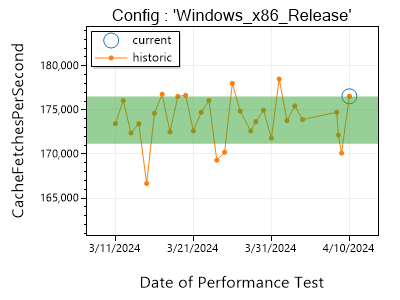 Config : 'Windows_x86_Release'
current
historic
CacheFetchesPerSecond
180,000
175,000
170,000
165,000
3/11/2024 3/21/2024 3/31/2024 4/10/2024
Date of Performance Test